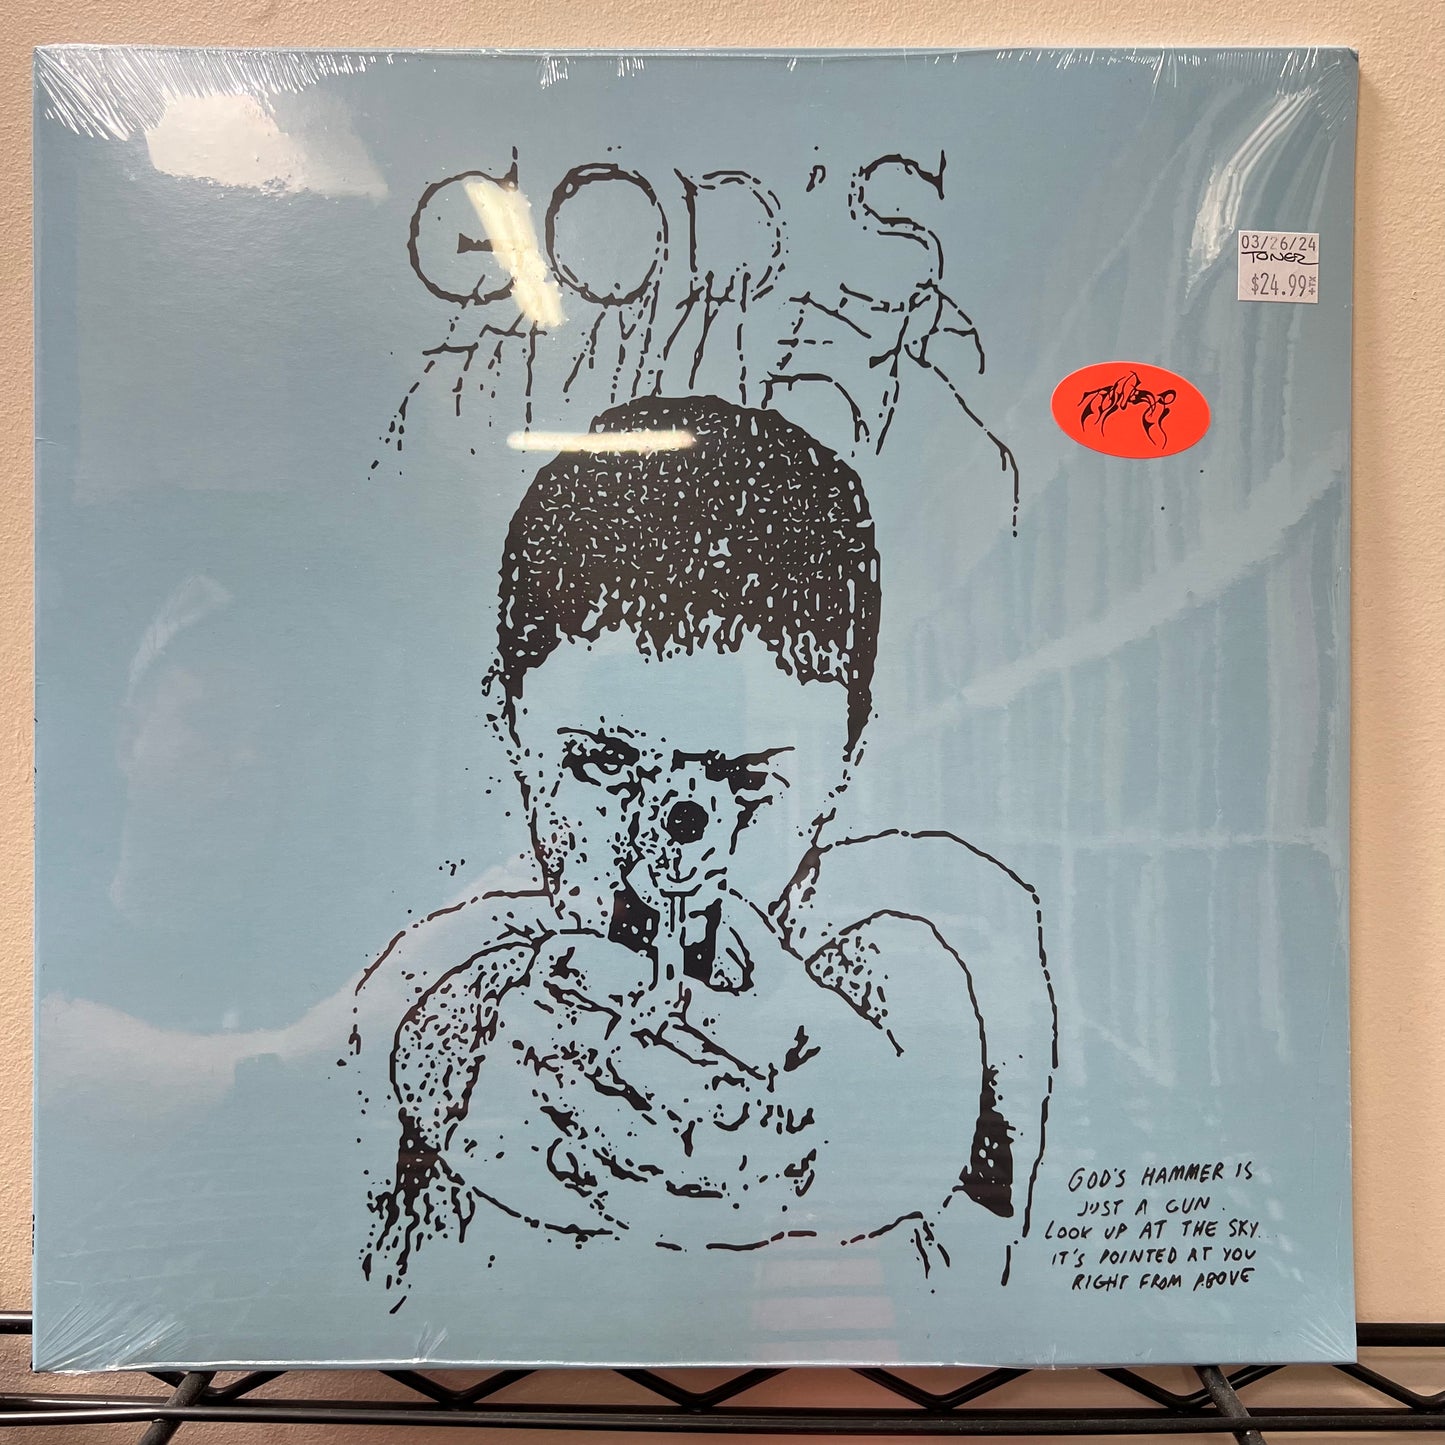 GOD'S
HAMMER
03/26/24
TONER
$24.99
GOD'S HAMMER IS
JUST A GUN.
LOOK UP AT THE SKY.
IT'S POINTED AT YOU
RIGHT FROM ABOVE